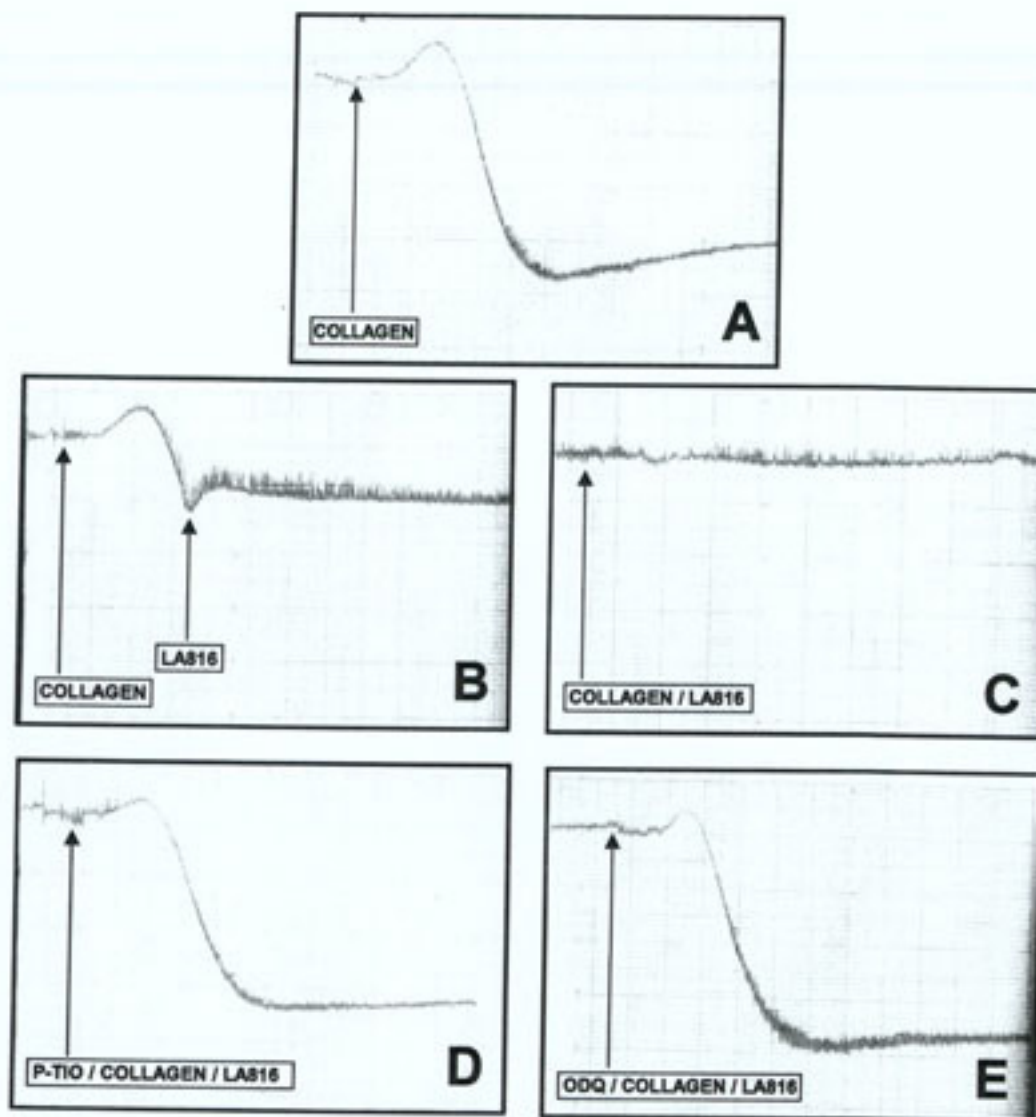 COLLAGEN
A
LA816
COLLAGEN
B
COLLAGEN / LA816
C
P-TIO / COLLAGEN / LA816
D
ODQ / COLLAGEN / LA816
E